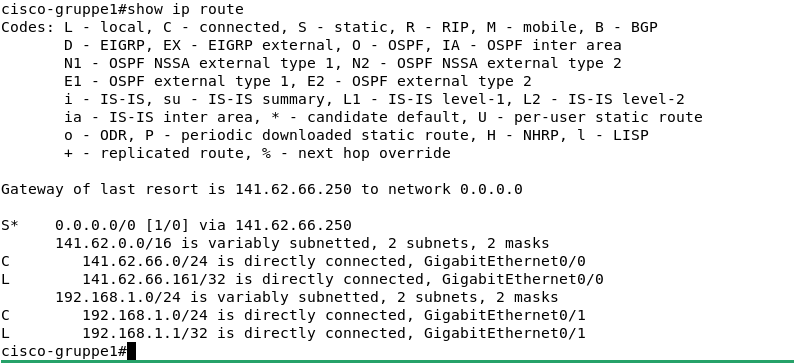 cisco-gruppe1#show ip route
Codes: L - local, C - connected, S - static, R - RIP, M - mobile, B - BGP
       D - EIGRP, EX - EIGRP external, O - OSPF, IA - OSPF inter area
       N1 - OSPF NSSA external type 1, N2 - OSPF NSSA external type 2
       E1 - OSPF external type 1, E2 - OSPF external type 2
       i - IS-IS, su - IS-IS summary, L1 - IS-IS level-1, L2 - IS-IS level-2
       ia - IS-IS inter area, * - candidate default, U - per-user static route
       o - ODR, P - periodic downloaded static route, H - NHRP, l - LISP
       + - replicated route, % - next hop override

Gateway of last resort is 141.62.66.250 to network 0.0.0.0

S*    0.0.0.0/0 [1/0] via 141.62.66.250
      141.62.0.0/16 is variably subnetted, 2 subnets, 2 masks
C        141.62.66.0/24 is directly connected, GigabitEthernet0/0
L        141.62.66.161/32 is directly connected, GigabitEthernet0/0
      192.168.1.0/24 is variably subnetted, 2 subnets, 2 masks
C        192.168.1.0/24 is directly connected, GigabitEthernet0/1
L        192.168.1.1/32 is directly connected, GigabitEthernet0/1
cisco-gruppe1#